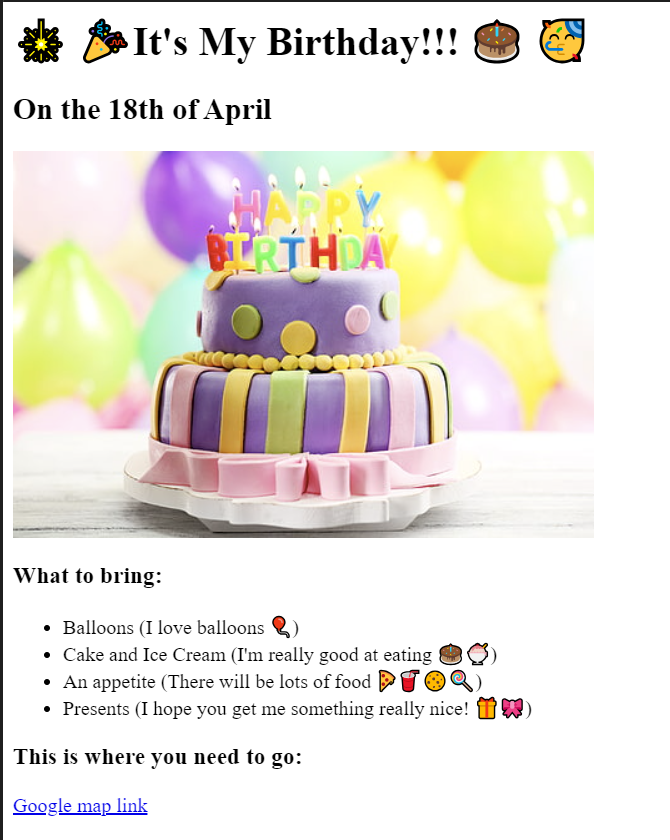 🎇 🎉It's My Birthday!!! 🎂 🥳
On the 18th of April
HAPPY
BIRTHDAY
What to bring:
• Balloons (I love balloons 🎈)
• Cake and Ice Cream (I'm really good at eating 🎂🍧)
• An appetite (There will be lots of food 🍕🥤🍪🍭)
• Presents (I hope you get me something really nice! 🎁🎀)
This is where you need to go:
Google map link